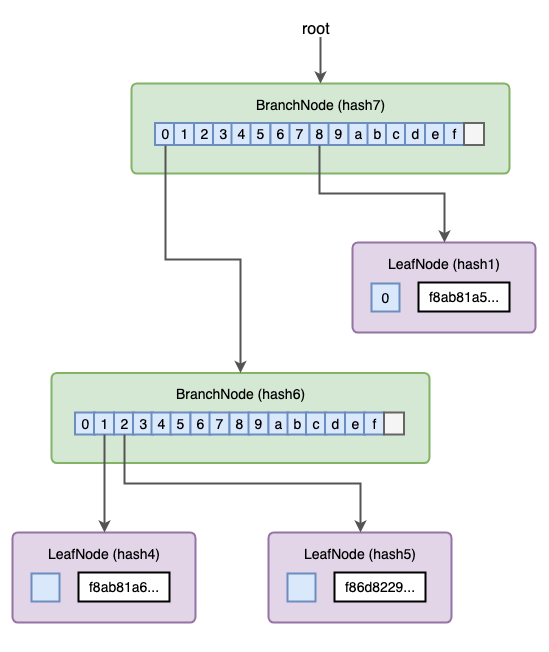 root
BranchNode (hash7)
0 1 2 3 4 5 6 7 8 9 a b c d e f
LeafNode (hash1)
0 f8ab81a5...
BranchNode (hash6)
0 1 2 3 4 5 6 7 8 9 a b c d e f
LeafNode (hash4)
f8ab81a6...
LeafNode (hash5)
f86d8229...